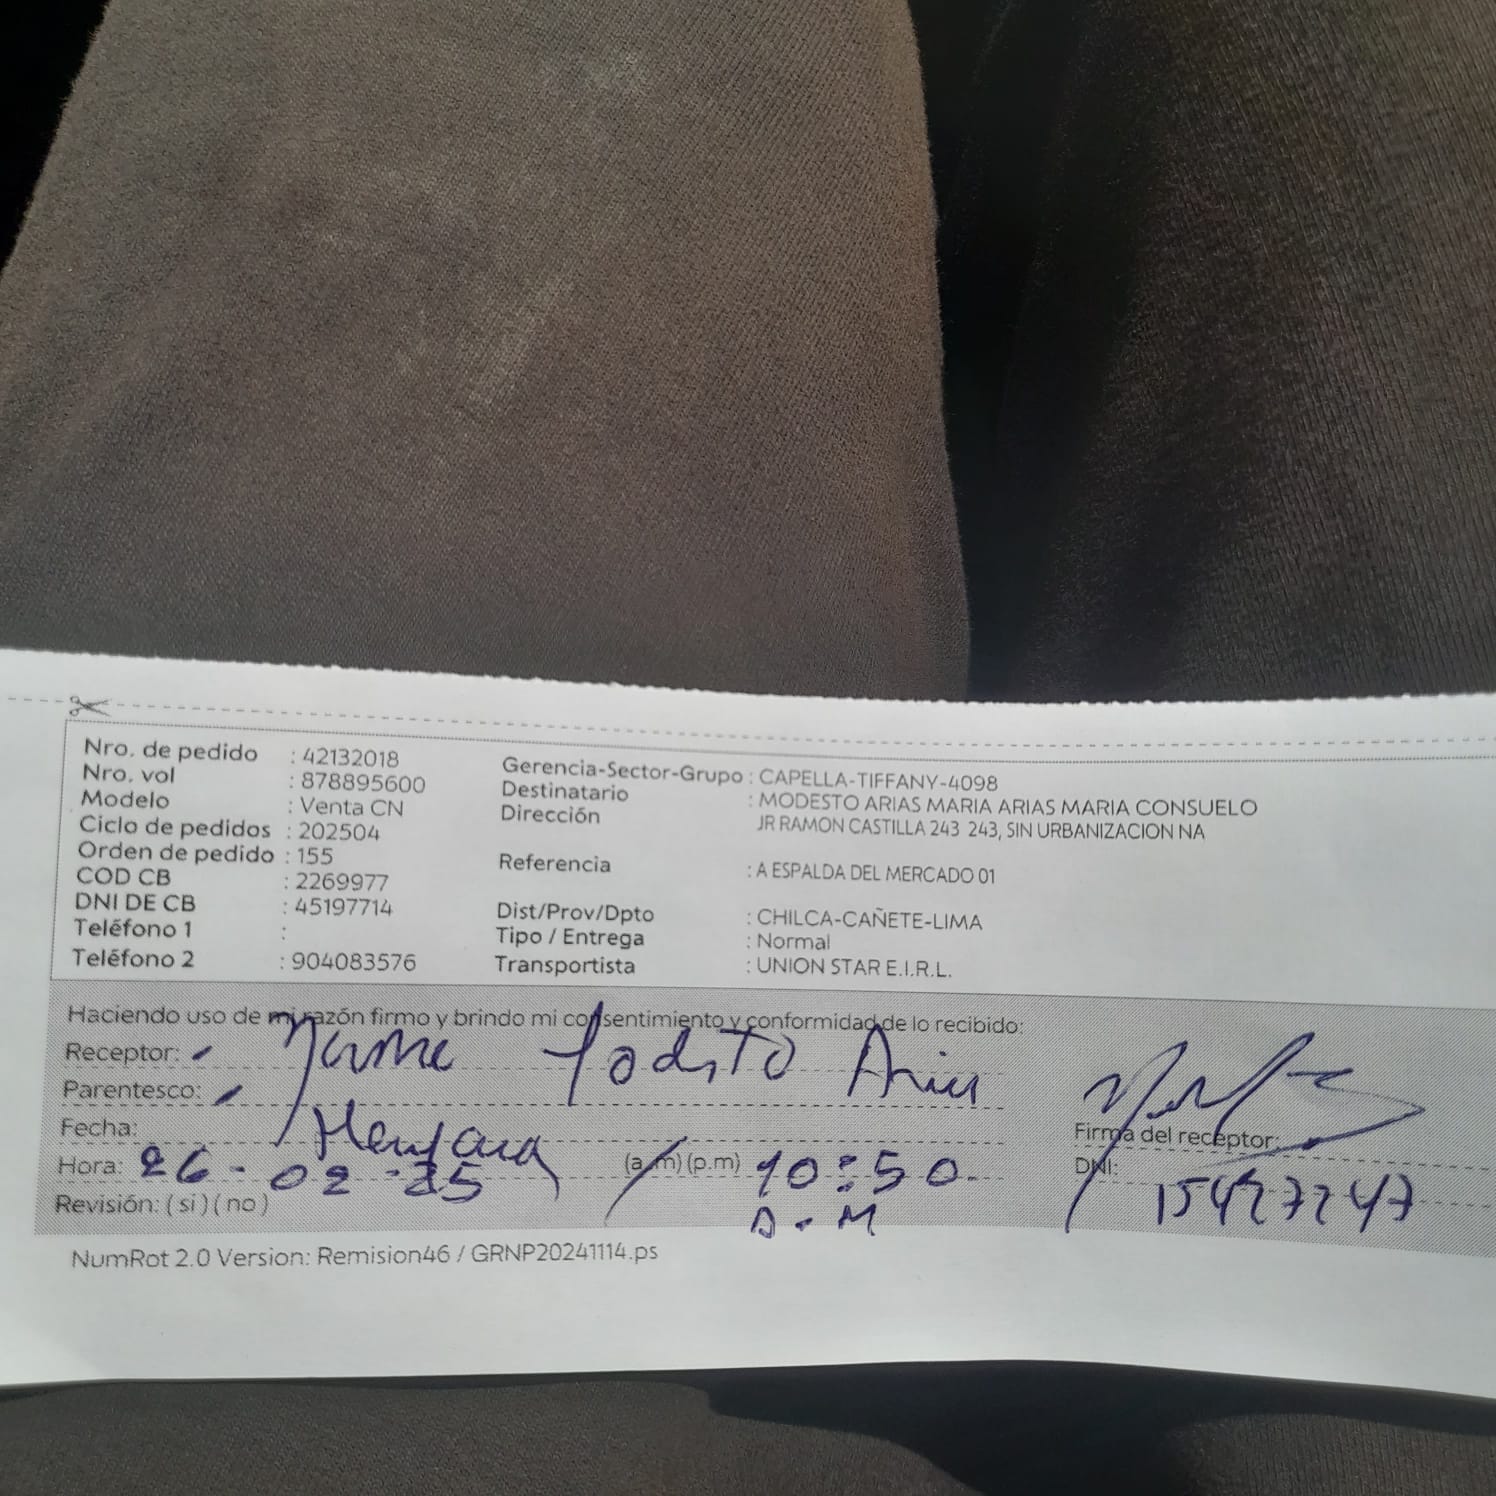 Nro. de pedido : 42132018
Nro. vol : 878895600
Modelo : Venta CN
Ciclo de pedidos : 202504
Orden de pedido : 155
COD CB : 2269977
DNI DE CB : 45197714
Teléfono 1 :
Teléfono 2 : 904083576
Gerencia-Sector-Grupo : CAPELLA-TIFFANY-4098
Destinatario : MODESTO ARIAS MARIA ARIAS MARIA CONSUELO
Dirección JR RAMON CASTILLA 243 243, SIN URBANIZACION NA
Referencia : A ESPALDA DEL MERCADO 01
Dist/Prov/Dpto : CHILCA-CAÑETE-LIMA
Tipo / Entrega : Normal
Transportista : UNION STAR E.I.R.L.
Haciendo uso de mi razón firmo y brindo mi consentimiento y conformidad de lo recibido:
Receptor: Arias
Parentesco:
Fecha:
Hora: 26-02-25 (a.m) (p.m) 10:50
A.M
Revisión: ( si ) ( no )
Firma del receptor:
DNI:
NumRot 2.0 Version: Remision46 / GRNP20241114.ps